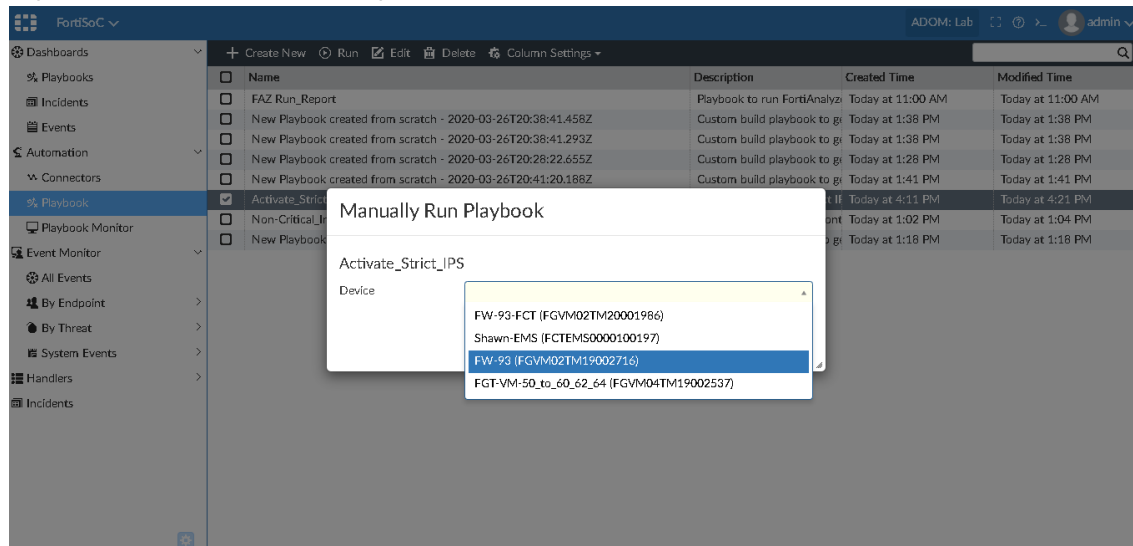 FortiSoC
ADOM: Lab
admin
Dashboards
Playbooks
Incidents
Events
Automation
Connectors
Playbook
Playbook Monitor
Event Monitor
All Events
By Endpoint
By Threat
System Events
Handlers
Incidents
Create New Run Edit Delete Column Settings
Name Description Created Time Modified Time
FAZ Run_Report Playbook to run FortiAnalyz Today at 11:00 AM Today at 11:00 AM
New Playbook created from scratch - 2020-03-26T20:38:41.458Z Custom build playbook to g Today at 1:38 PM Today at 1:38 PM
New Playbook created from scratch - 2020-03-26T20:38:41.293Z Custom build playbook to g Today at 1:38 PM Today at 1:38 PM
New Playbook created from scratch - 2020-03-26T20:28:22.655Z Custom build playbook to g Today at 1:28 PM Today at 1:28 PM
New Playbook created from scratch - 2020-03-26T20:41:20.188Z Custom build playbook to g Today at 1:41 PM Today at 1:41 PM
Activate_Strict Today at 4:11 PM Today at 4:21 PM
Non-Critical_I Today at 1:02 PM Today at 1:04 PM
New Playbook Today at 1:18 PM Today at 1:18 PM
Manually Run Playbook
Activate_Strict_IPS
Device
FW-93-FCT (FGVM02TM20001986)
Shawn-EMS (FCTEMS0000100197)
FW-93 (FGVM02TM19002716)
FGT-VM-50_to_60_62_64 (FGVM04TM19002537)